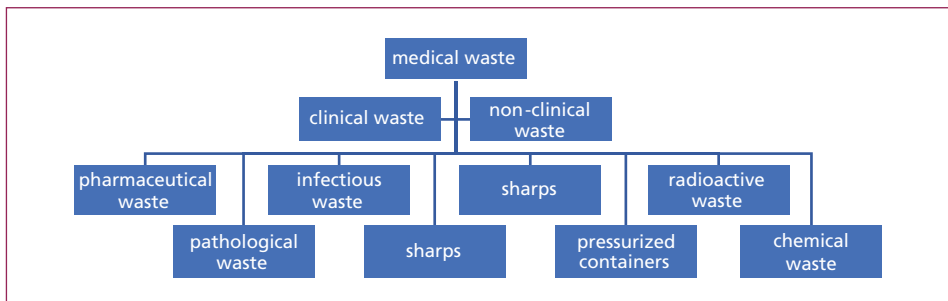 medical waste
clinical waste
non-clinical
waste
pharmaceutical
waste
infectious
waste
sharps
radioactive
waste
pathological
waste
sharps
pressurized
containers
chemical
waste